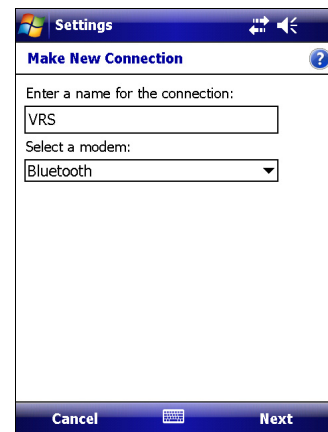 Settings
Make New Connection
?
Enter a name for the connection:
VRS
Select a modem:
Bluetooth
Cancel Next